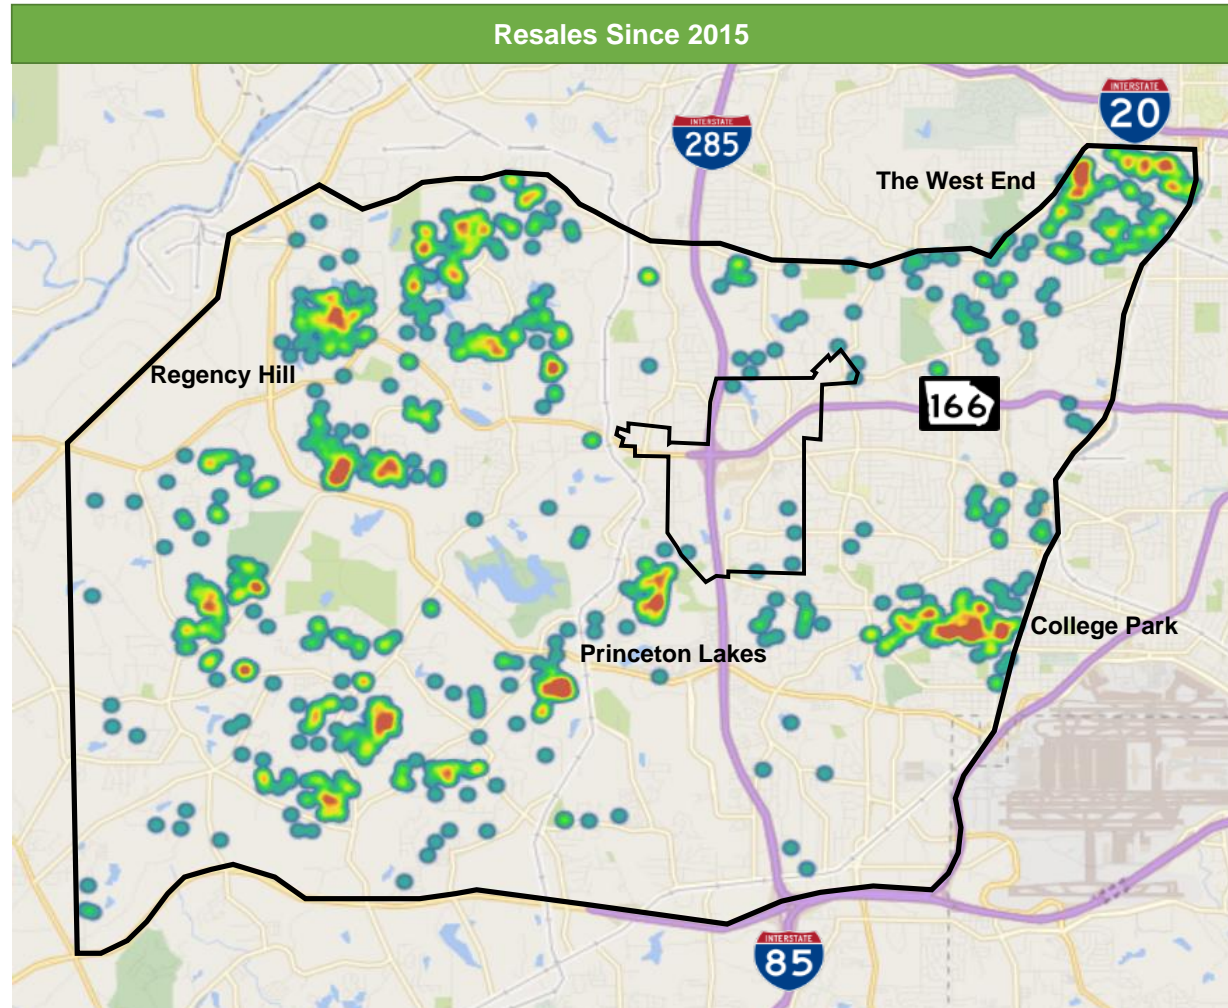 Resales Since 2015
INTERSTATE
20
INTERSTATE
285
The West End
Regency Hill
166
College Park
Princeton Lakes
INTERSTATE
85